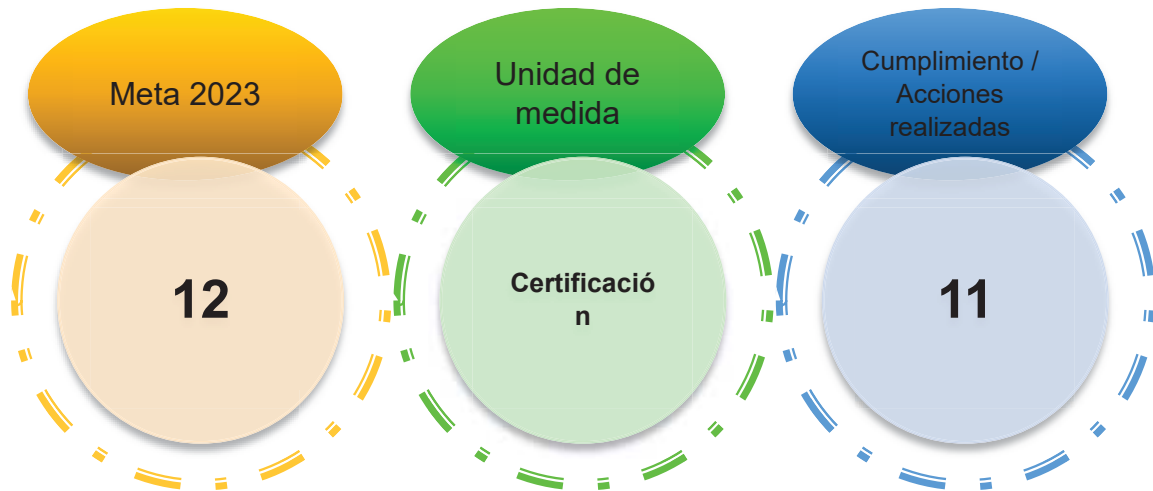 Meta 2023
12
Unidad de
medida
Certificació
n
Cumplimiento /
Acciones
realizadas
11